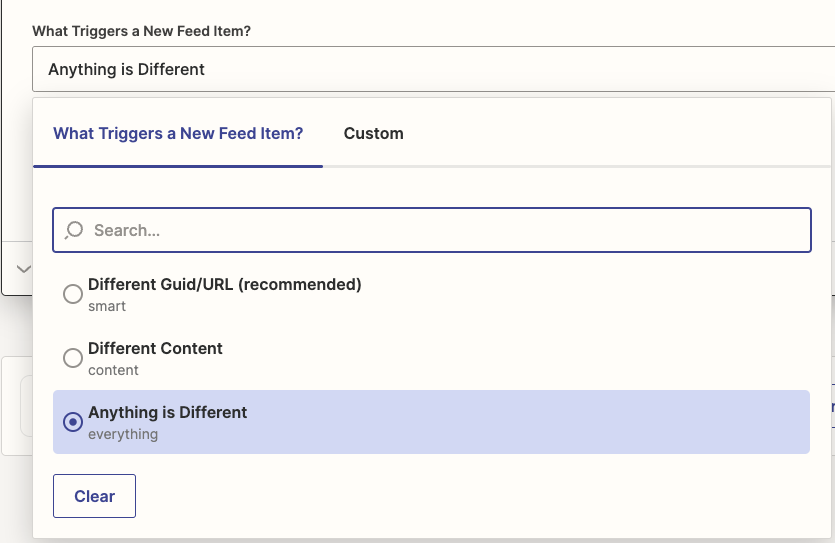 What Triggers a New Feed Item?
Anything is Different
What Triggers a New Feed Item?
Custom
Search...
Different Guid/URL (recommended)
smart
Different Content
content
Anything is Different
everything
Clear